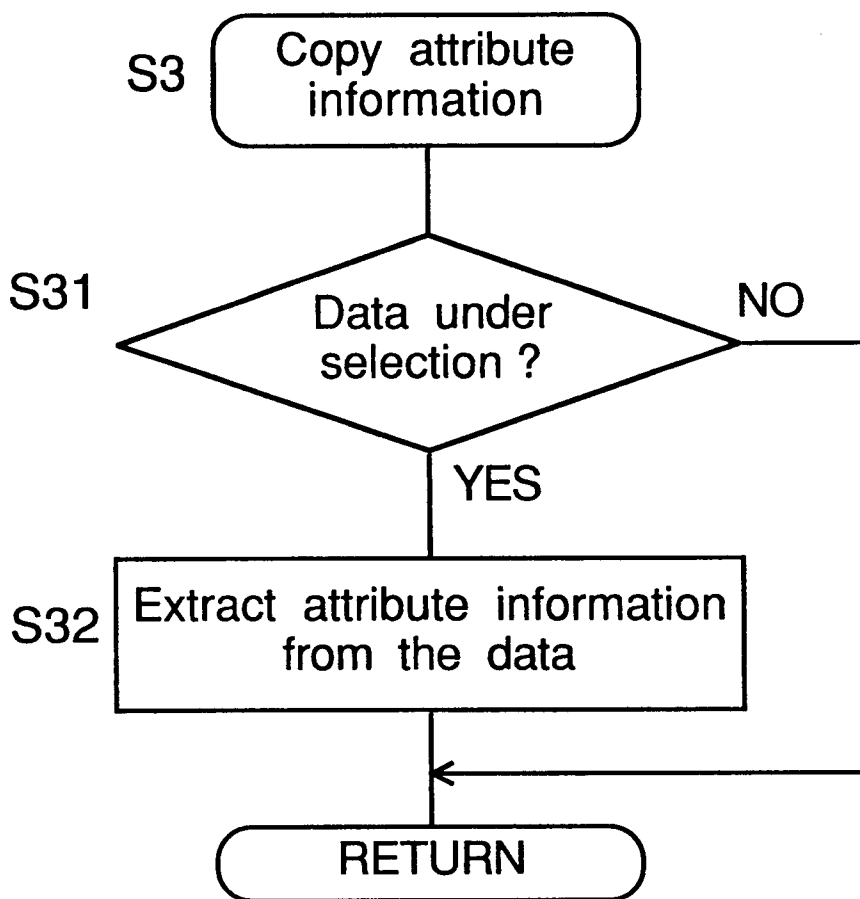 S3
Copy attribute
information
S31
Data under
selection ?
NO
YES
S32
Extract attribute information
from the data
RETURN